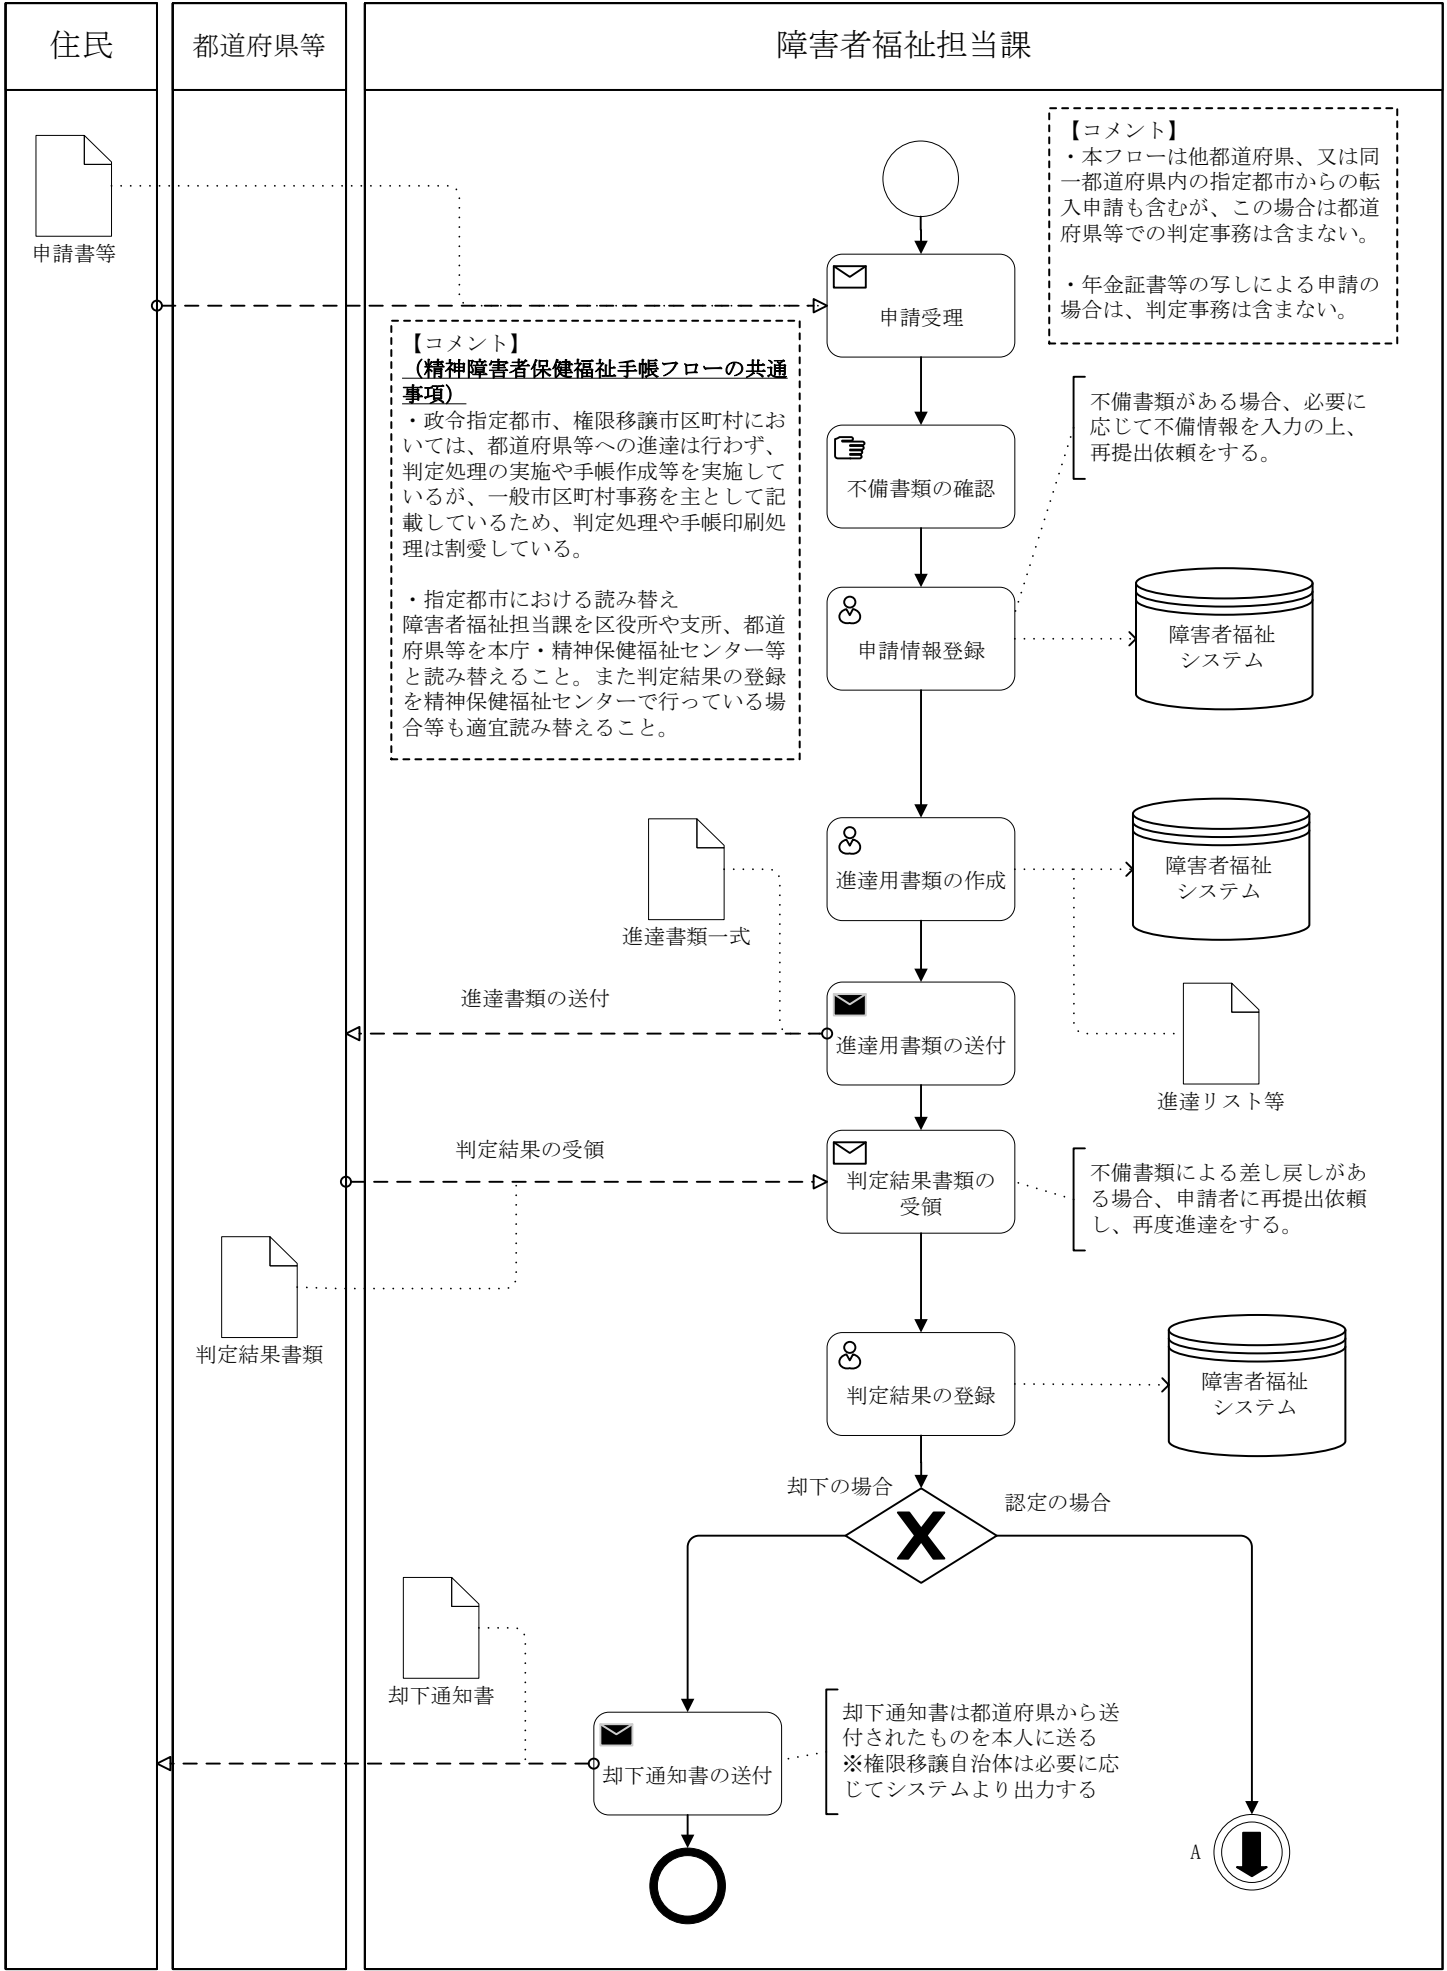 住民
都道府県等
障害者福祉担当課
申請書等
【コメント】
・本フローは他都道府県、又は同
一都道府県内の指定都市からの転
入申請も含むが、この場合は都道
府県等での判定事務は含まない。
・年金証書等の写しによる申請の
場合は、判定事務は含まない。
申請受理
【コメント】
（精神障害者保健福祉手帳フローの共通
事項）
・政令指定都市、権限移譲市区町村にお
いては、都道府県等への進達は行わず、
判定処理の実施や手帳作成等を実施して
いるが、一般市区町村事務を主として記
載しているため、判定処理や手帳印刷処
理は割愛している。
・指定都市における読み替え
障害者福祉担当課を区役所や支所、都道
府県等を本庁・精神保健福祉センター等
と読み替えること。また判定結果の登録
を精神保健福祉センターで行っている場
合等も適宜読み替えること。
不備書類がある場合、必要に
応じて不備情報を入力の上、
再提出依頼をする。
不備書類の確認
申請情報登録
障害者福祉
システム
進達書類一式
進達用書類の作成
障害者福祉
システム
進達書類の送付
進達用書類の送付
進達リスト等
判定結果の受領
判定結果書類の
受領
不備書類による差し戻しがあ
る場合、申請者に再提出依頼
し、再度進達をする。
判定結果書類
判定結果の登録
障害者福祉
システム
却下の場合
認定の場合
X
却下通知書
却下通知書の送付
却下通知書は都道府県から送
付されたものを本人に送る
※権限移譲自治体は必要に応
じてシステムより出力する
A